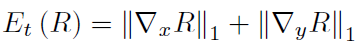 E_t (R) = ‖∇_x R‖_1 + ‖∇_y R‖_1